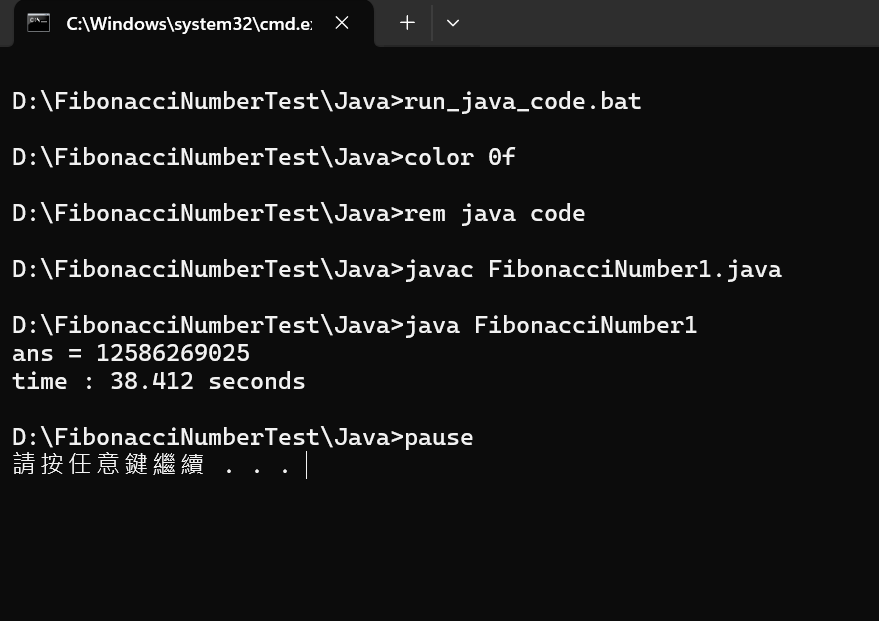 C:\Windows\system32\cmd.e
D:\FibonacciNumberTest\Java>run_java_code.bat
D:\FibonacciNumberTest\Java>color 0f
D:\FibonacciNumberTest\Java>rem java code
D:\FibonacciNumberTest\Java>javac FibonacciNumber1.java
D:\FibonacciNumberTest\Java>java FibonacciNumber1
ans = 12586269025
time : 38.412 seconds
D:\FibonacciNumberTest\Java>pause
請按任意鍵繼續 . . .